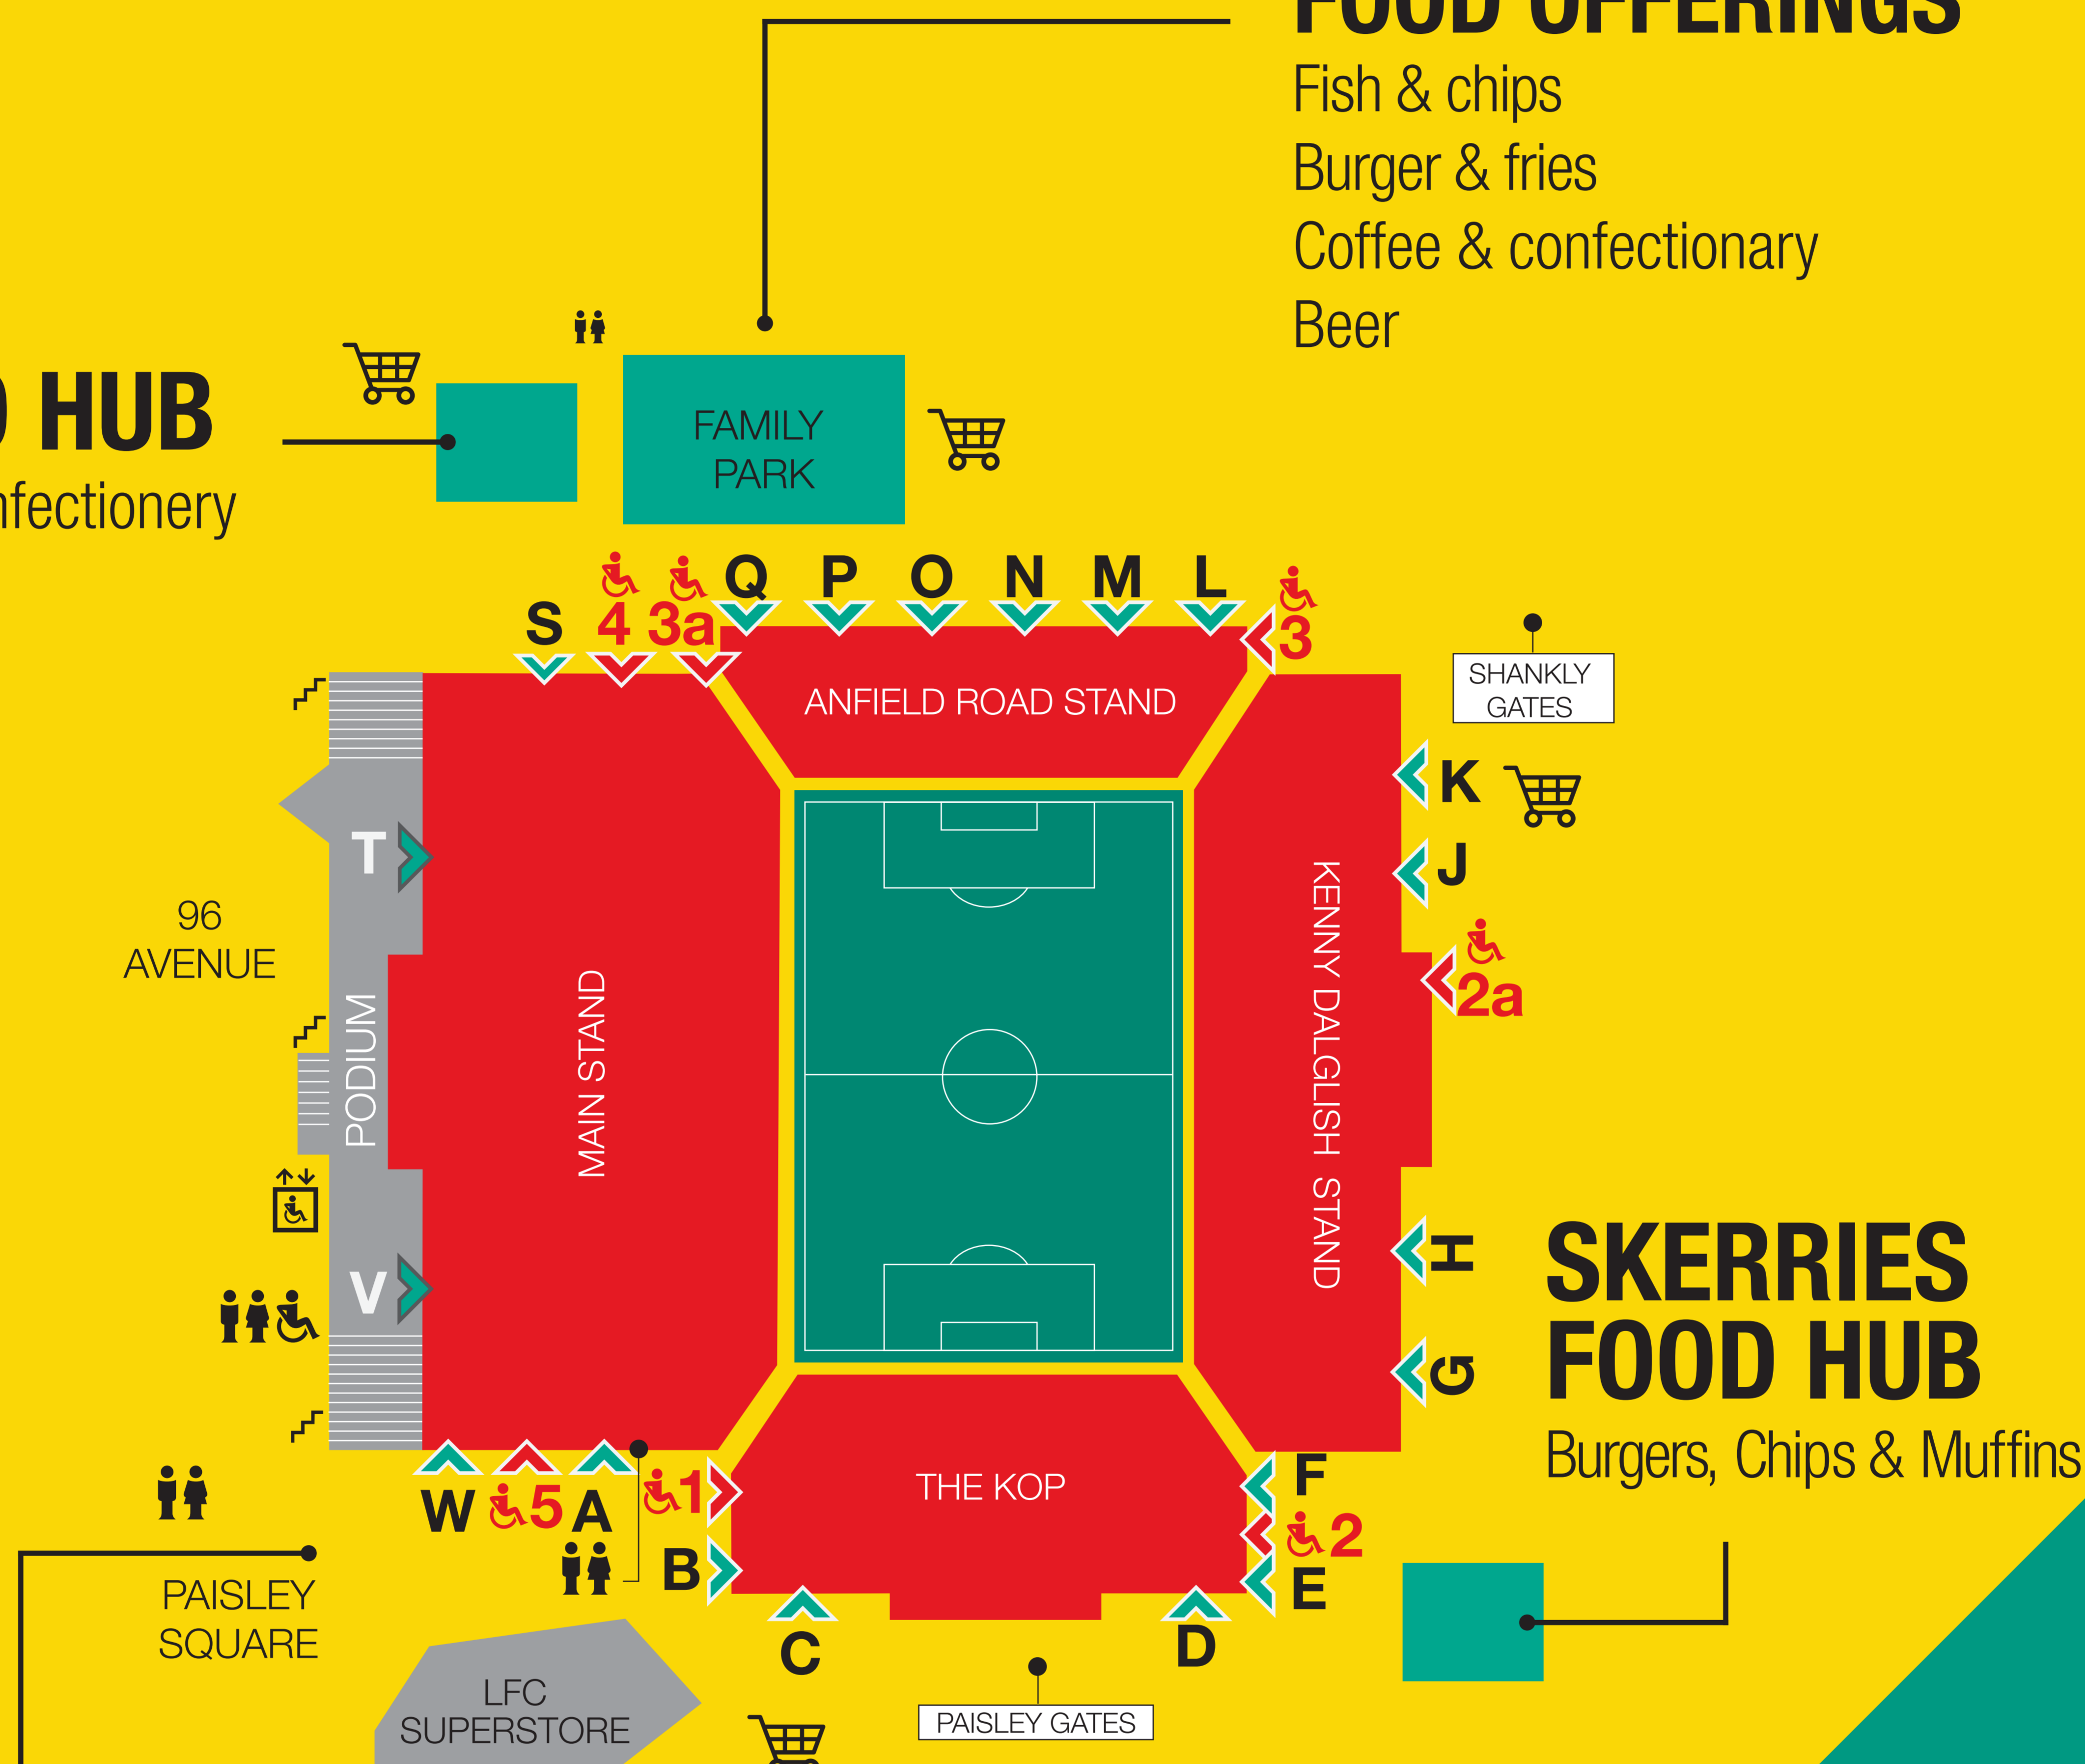 FOOD OFFERINGS
Fish & chips
Burger & fries
Coffee & confectionary
Beer
HUB
nfectionery
FAMILY
PARK
Q P O N M L
S 4 3a 3
ANFIELD ROAD STAND
SHANKLY
GATES
K
T
J
96
AVENUE
2a
PODIUM
MAIN STAND
KENNY DALGLISH STAND
H
V
G
SKERRIES
FOOD HUB
Burgers, Chips & Muffins
W 5 A 1
THE KOP
F
2
B
E
C
D
PAISLEY
SQUARE
LFC
SUPERSTORE
PAISLEY GATES